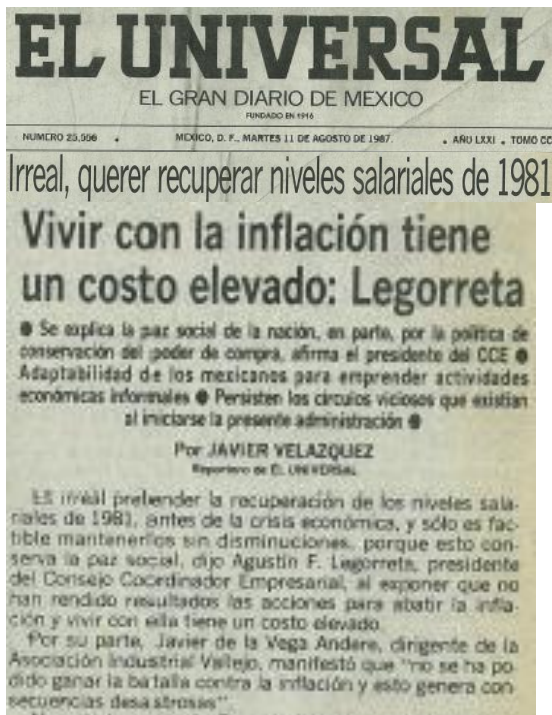 EL UNIVERSAL
EL GRAN DIARIO DE MEXICO
FUNDADO EN 1916
NUMERO 25,556 • MEXICO, D. F., MARTES 11 DE AGOSTO DE 1987. • AÑO LXXI • TOMO CC
Irreal, querer recuperar niveles salariales de 1981
Vivir con la inflación tiene
un costo elevado: Legorreta
● Se explica la paz social de la nación, en parte, por la política de
conservación del poder de compra, afirma el presidente del CCE ●
Adaptabilidad de los mexicanos para emprender actividades
económicas informales ● Persisten los círculos viciosos que existían
al iniciarse la presente administración ●
Por JAVIER VELAZQUEZ
Reportero de EL UNIVERSAL
Es irreal pretender la recuperación de los niveles sala-
riales de 1981, antes de la crisis económica, y sólo es fac-
tible mantenerlos sin disminuciones, porque esto con-
serva la paz social, dijo Agustín F. Legorreta, presidente
del Consejo Coordinador Empresarial, al exponer que no
han rendido resultados las acciones para abatir la infla-
ción y vivir con ella tiene un costo elevado.
Por su parte, Javier de la Vega Andere, dirigente de la
Asociación Industrial Vallejo, manifestó que "no se ha po-
dido ganar la batalla contra la inflación y esto genera con-
secuencias desastrosas".